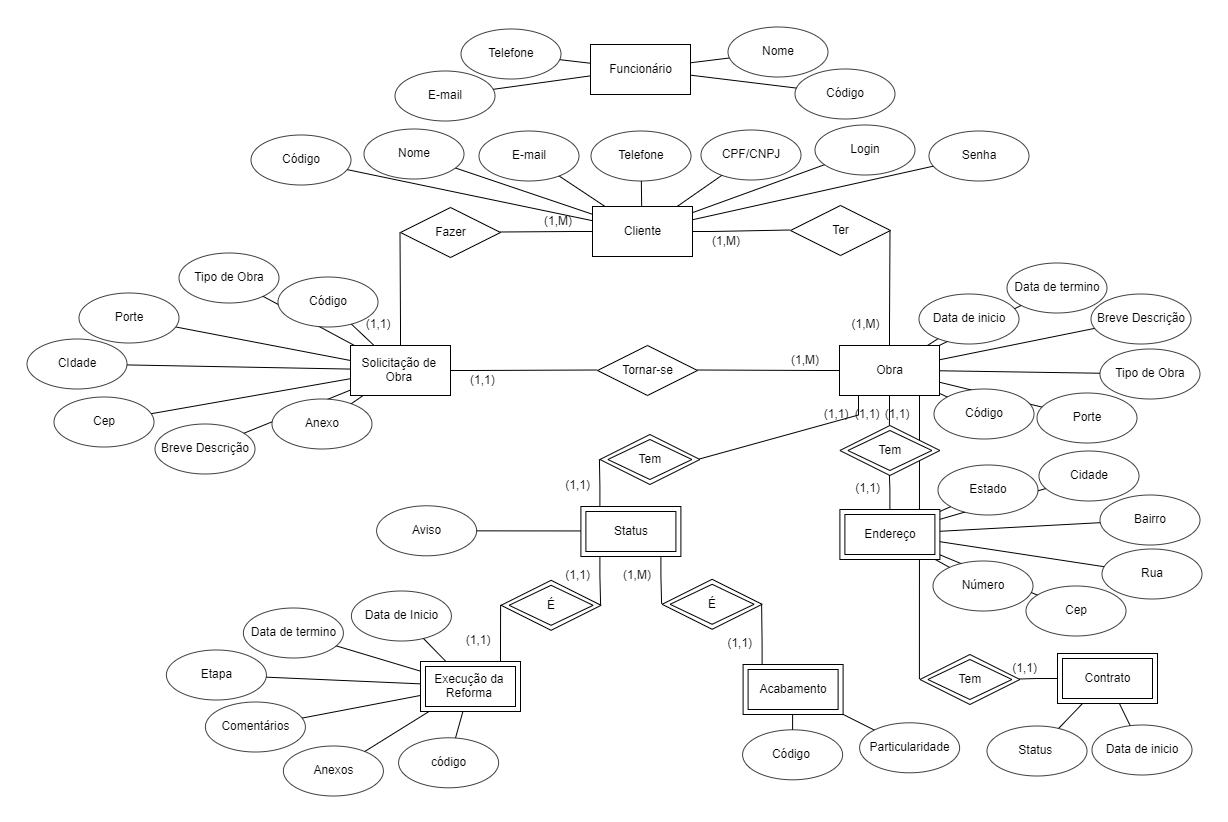 Telefone
Funcionário
Nome
E-mail
Código
Código
Nome
E-mail
Telefone
CPF/CNPJ
Login
Senha
Fazer
(1,M)
Cliente
(1,M)
Ter
Tipo de Obra
Código
(1,1)
Porte
CIdade
Cep
Breve Descrição
Anexo
Solicitação de
Obra
(1,1)
Tornar-se
(1,M)
(1,M)
Obra
Data de inicio
Data de termino
Breve Descrição
Tipo de Obra
Código
Porte
(1,1)
(1,1)
(1,1)
Tem
Tem
(1,1)
(1,1)
Estado
Cidade
Aviso
Status
Endereço
Bairro
Rua
Número
Cep
(1,1)
(1,M)
É
É
(1,1)
(1,1)
Data de Inicio
Data de termino
Etapa
Comentários
Anexos
código
Execução da
Reforma
Acabamento
Código
Particularidade
Tem
(1,1)
Contrato
Status
Data de inicio